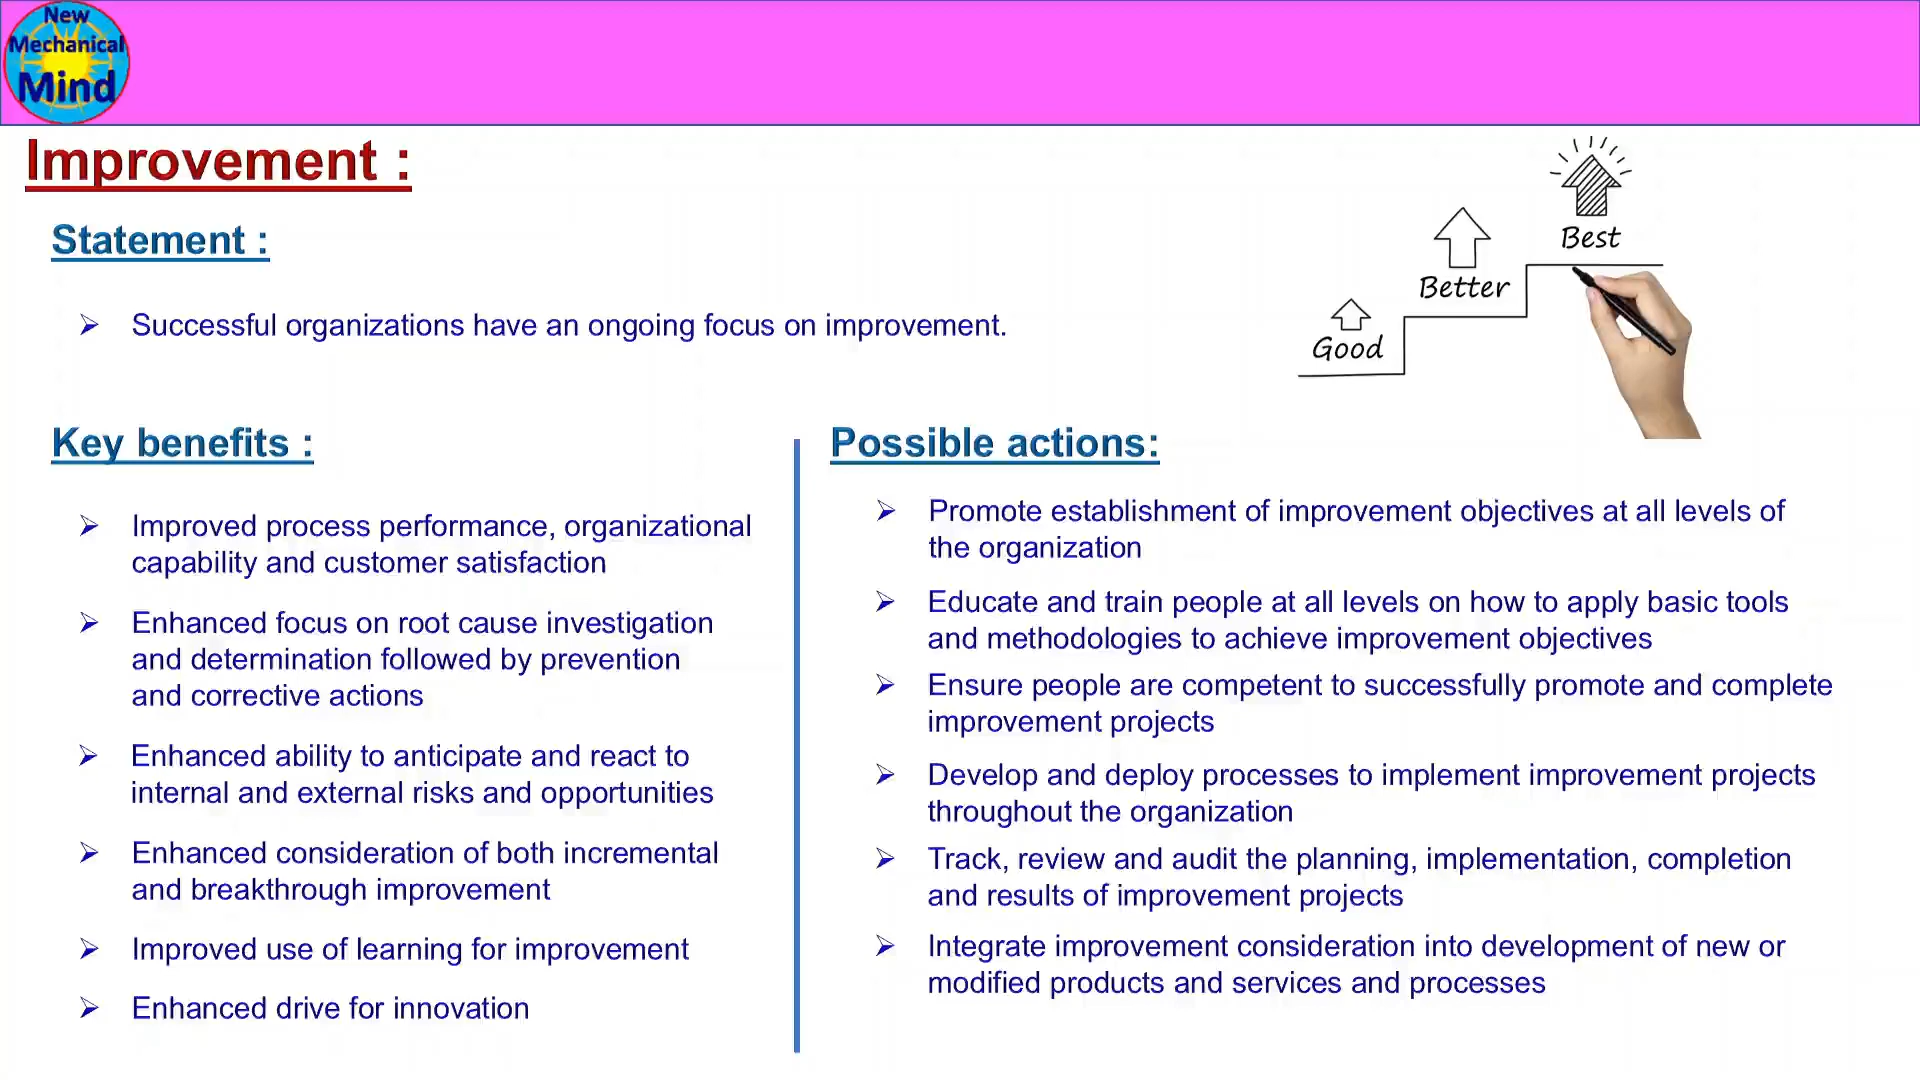 New
Mechanical
Mind
Improvement :
Statement :
Successful organizations have an ongoing focus on improvement.
Good
Better
Best
Key benefits :
Improved process performance, organizational
capability and customer satisfaction
Enhanced focus on root cause investigation
and determination followed by prevention
and corrective actions
Enhanced ability to anticipate and react to
internal and external risks and opportunities
Enhanced consideration of both incremental
and breakthrough improvement
Improved use of learning for improvement
Enhanced drive for innovation
Possible actions:
Promote establishment of improvement objectives at all levels of
the organization
Educate and train people at all levels on how to apply basic tools
and methodologies to achieve improvement objectives
Ensure people are competent to successfully promote and complete
improvement projects
Develop and deploy processes to implement improvement projects
throughout the organization
Track, review and audit the planning, implementation, completion
and results of improvement projects
Integrate improvement consideration into development of new or
modified products and services and processes